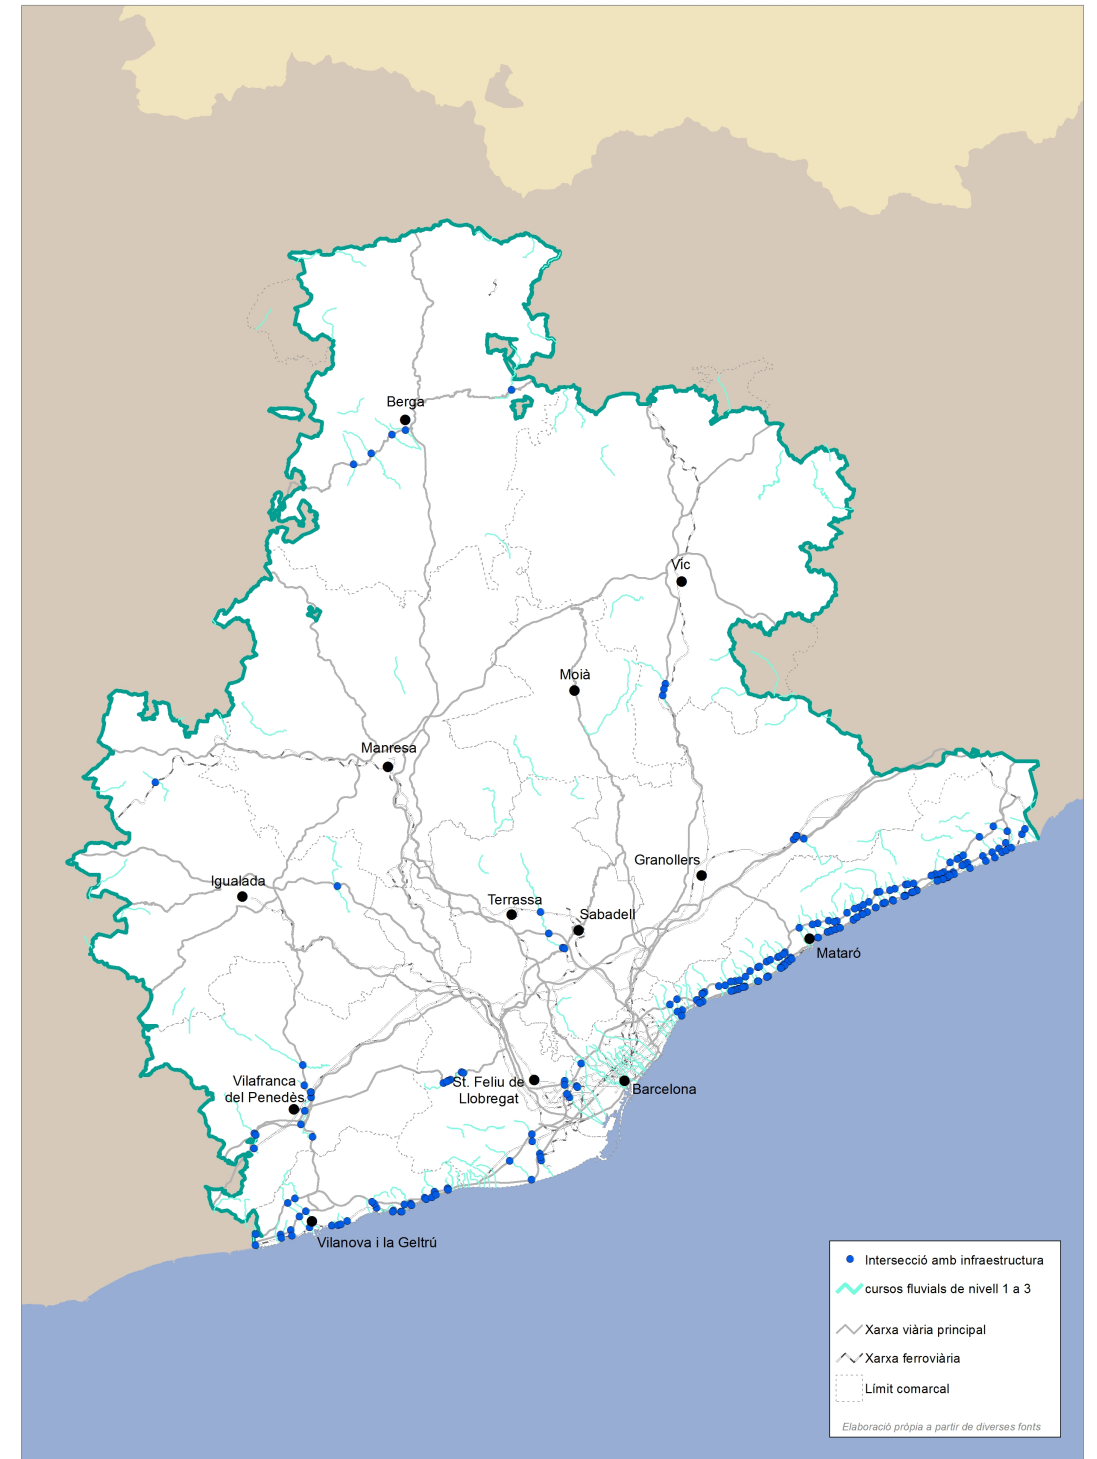 Berga
Vic
Moià
Manresa
Granollers
Igualada
Terrassa
Sabadell
Mataró
Vilafranca
del Penedès
St. Feliu de
Llobregat
Barcelona
Vilanova i la Geltrú
Intersecció amb infraestructura
cursos fluvials de nivell 1 a 3
Xarxa viària principal
Xarxa ferroviària
Límit comarcal
Elaboració pròpia a partir de diverses fonts